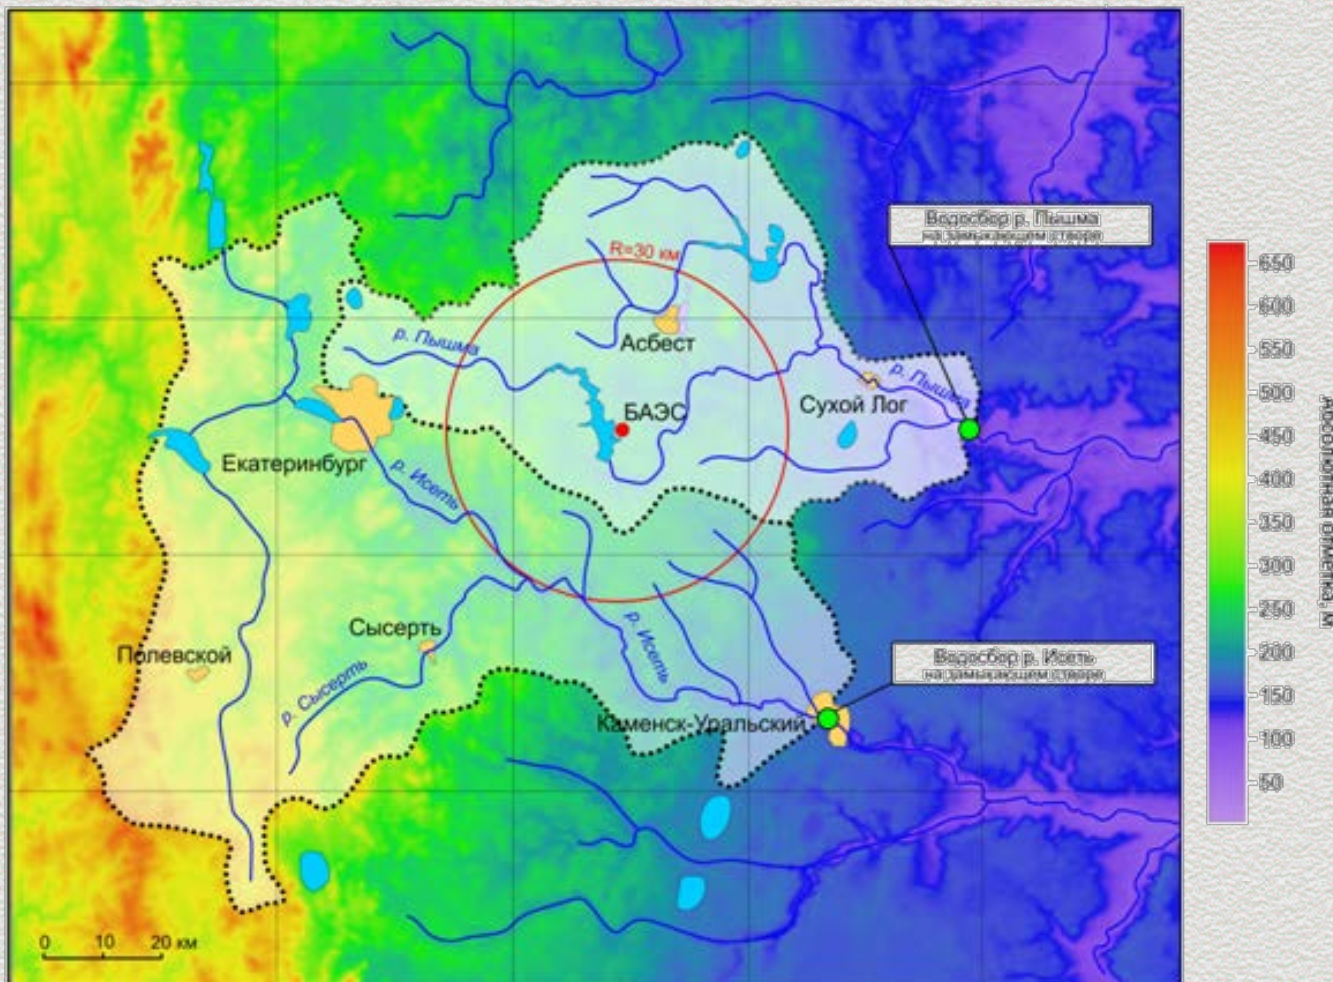 Водосбор р. Пышма
на замыкающем створе
R=30 км
650
600
550
500
450
400
350
300
250
200
150
100
50
Абсолютная отметка, м
р. Пышма
Асбест
р. Пышма
Сухой Лог
БАЭС
Екатеринбург
р. Исеть
Сысерть
р. Исеть
Полевской
р. Сысерть
Водосбор р. Исеть
на замыкающем створе
Каменск-Уральский
0 10 20 км